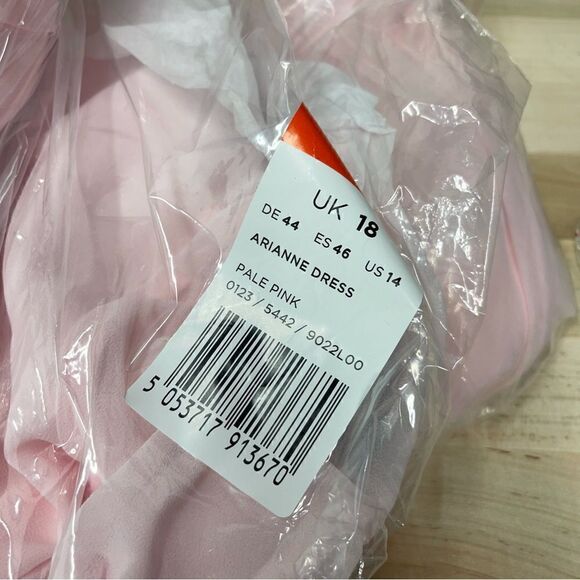 UK 18
DE 44 ES 46 US 14
ARIANNE DRESS
PALE PINK
0123 / 5442 / 9022L00
5 053717 913670